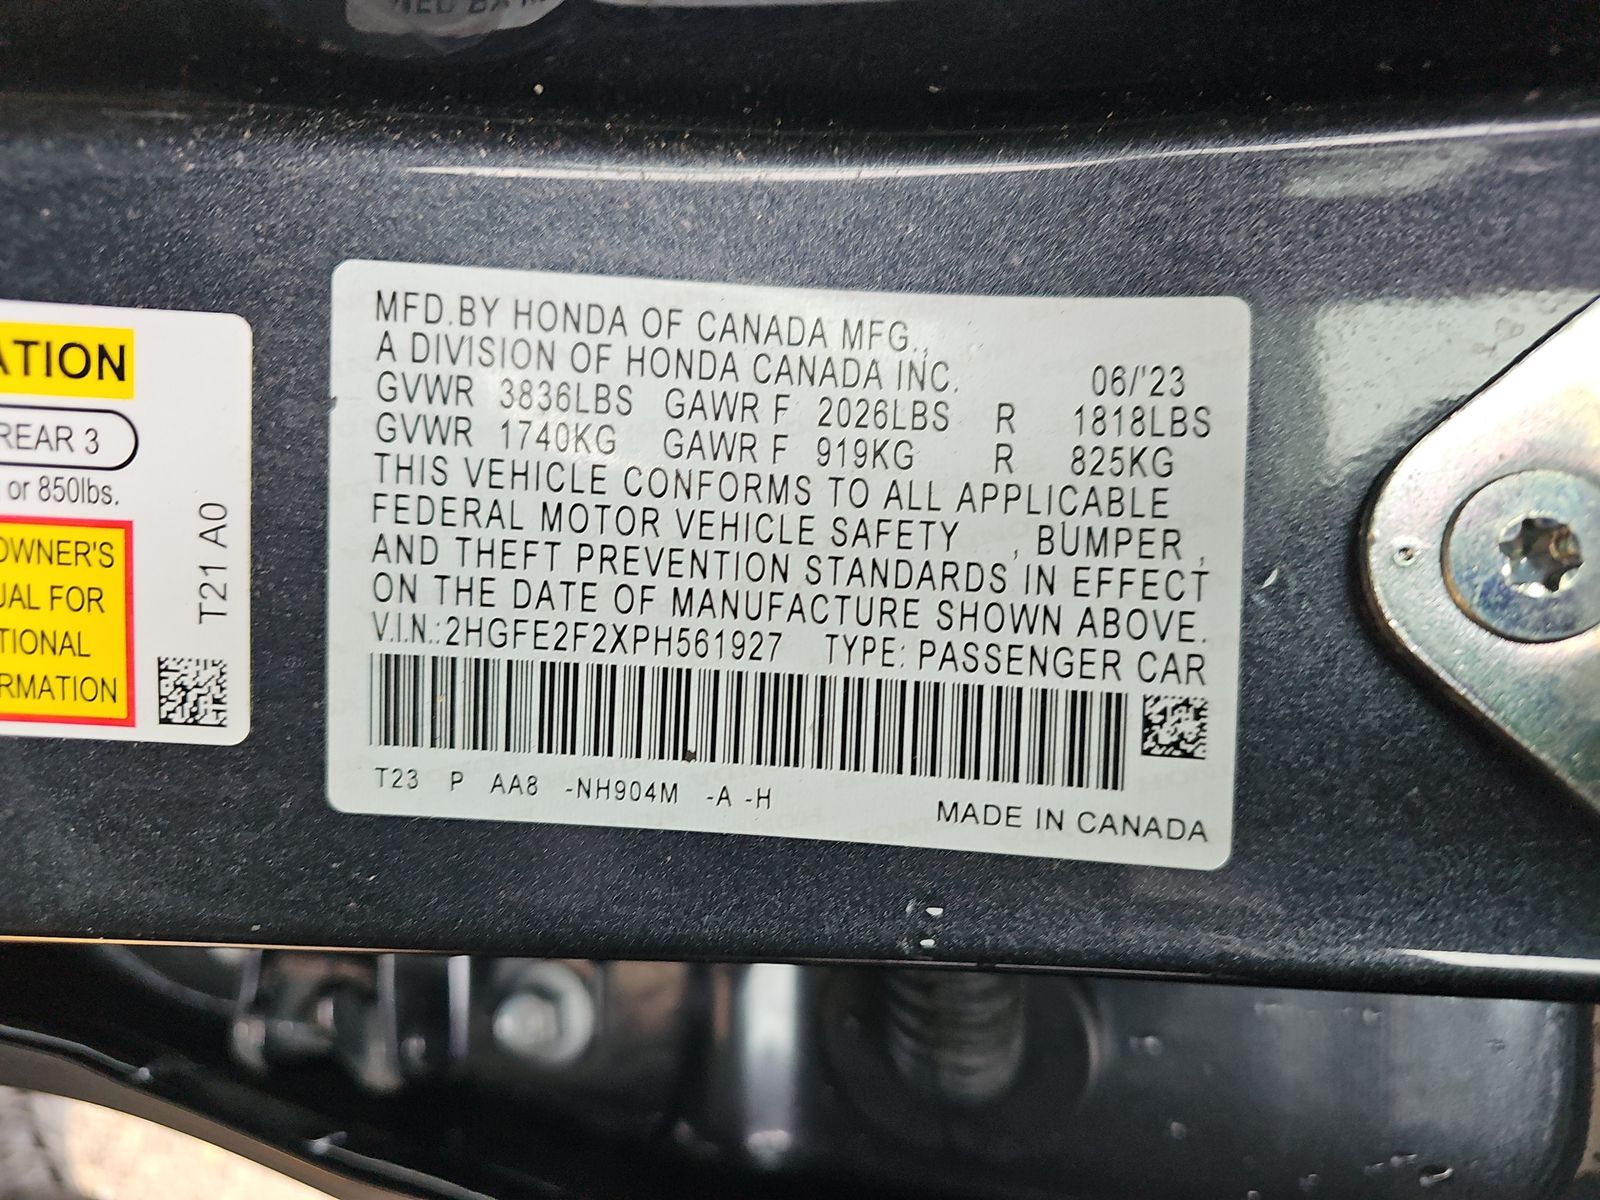 ATION
REAR 3
or 850lbs.
OWNER'S
UAL FOR
TIONAL
RMATION
T21 A0
MFD.BY HONDA OF CANADA MFG.,
A DIVISION OF HONDA CANADA INC. 06/'23
GVWR 3836LBS GAWR F 2026LBS R 1818LBS
GVWR 1740KG GAWR F 919KG R 825KG
THIS VEHICLE CONFORMS TO ALL APPLICABLE
FEDERAL MOTOR VEHICLE SAFETY , BUMPER ,
AND THEFT PREVENTION STANDARDS IN EFFECT
ON THE DATE OF MANUFACTURE SHOWN ABOVE.
V.I.N.:2HGFE2F2XPH561927 TYPE: PASSENGER CAR
T23 P AA8 -NH904M -A -H
MADE IN CANADA